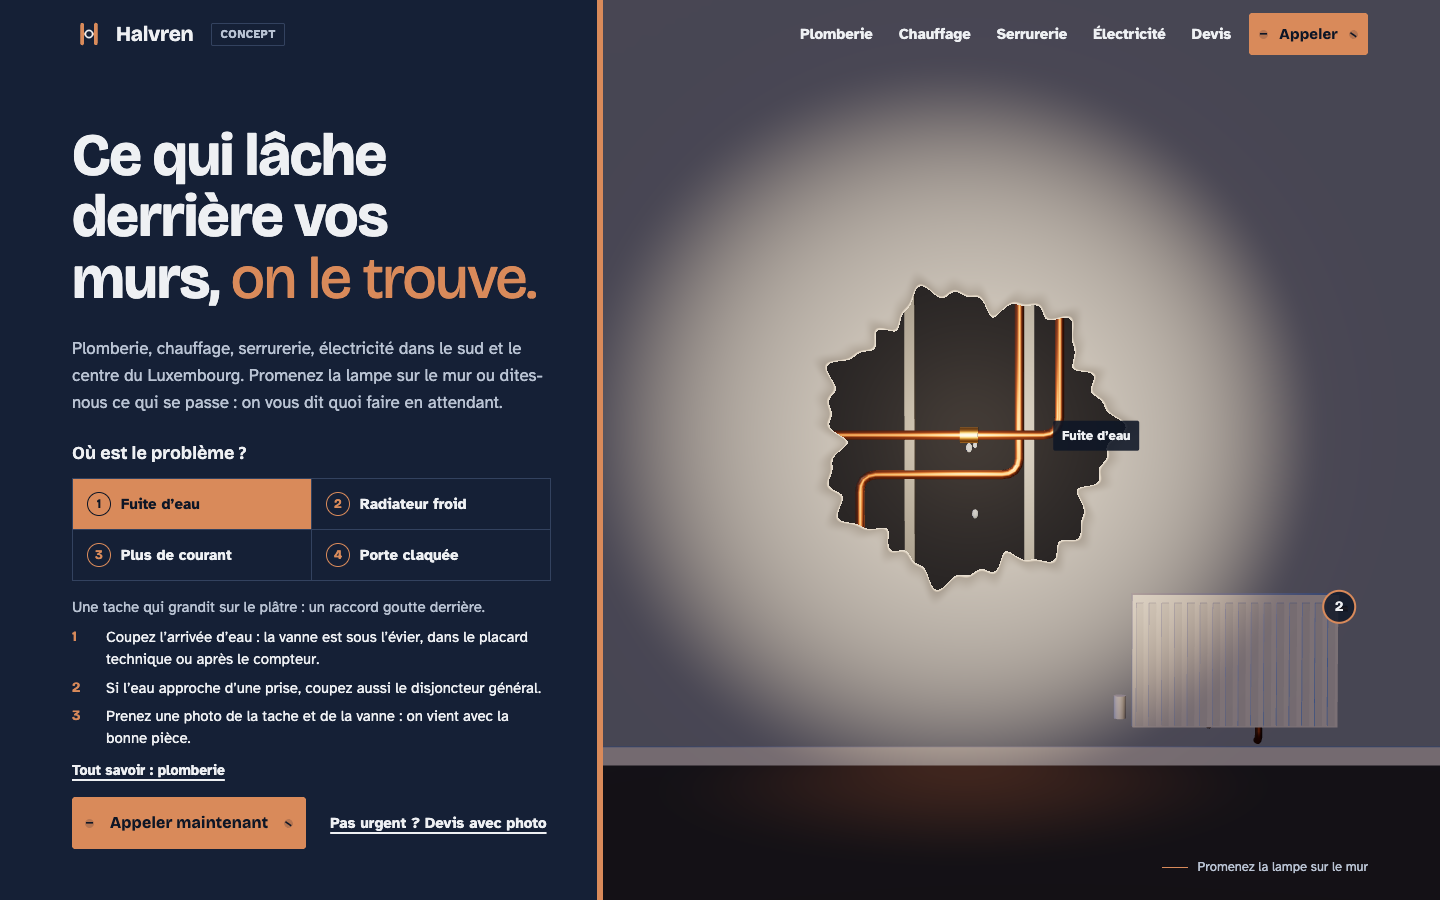 Halvren
CONCEPT
Plomberie
Chauffage
Serrurerie
Électricité
Devis
Appeler
Ce qui lâche
derrière vos
murs, on le trouve.
Plomberie, chauffage, serrurerie, électricité dans le sud et le
centre du Luxembourg. Promenez la lampe sur le mur ou dites-
nous ce qui se passe : on vous dit quoi faire en attendant.
Où est le problème ?
1 Fuite d’eau
2 Radiateur froid
3 Plus de courant
4 Porte claquée
Une tache qui grandit sur le plâtre : un raccord goutte derrière.
1 Coupez l’arrivée d’eau : la vanne est sous l’évier, dans le placard
technique ou après le compteur.
2 Si l’eau approche d’une prise, coupez aussi le disjoncteur général.
3 Prenez une photo de la tache et de la vanne : on vient avec la
bonne pièce.
Tout savoir : plomberie
Appeler maintenant
Pas urgent ? Devis avec photo
Fuite d’eau
2
Promenez la lampe sur le mur